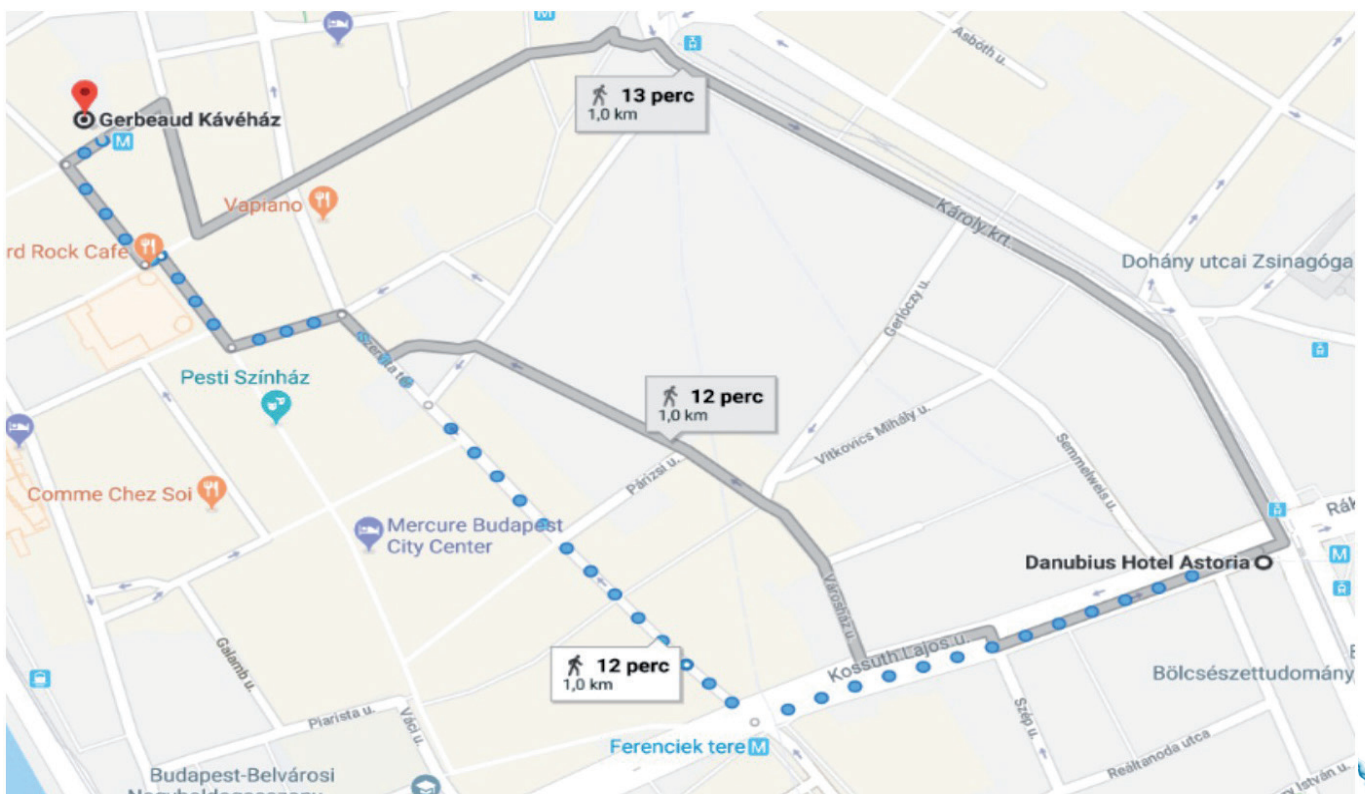 Asbóth u.
13 perc
1,0 km
Gerbeaud Kávéház
M
Vapiano
Károly krt.
rd Rock Cafe
Dohány utcai Zsinagóga
Gerlóczy u.
Szervita tér
Pesti Színház
12 perc
1,0 km
Vitkovics Mihály u.
Semmelweis u.
Párizsi u.
Comme Chez Soi
Mercure Budapest
City Center
Rák
M
Danubius Hotel Astoria
Városház u.
Kossuth Lajos u.
12 perc
1,0 km
Galamb u.
Bölcsészettudomány
Piarista u.
Váci u.
Szép u.
Ferenciek tere M
Reáltanoda utca
Budapest-Belvárosi
ry István u.